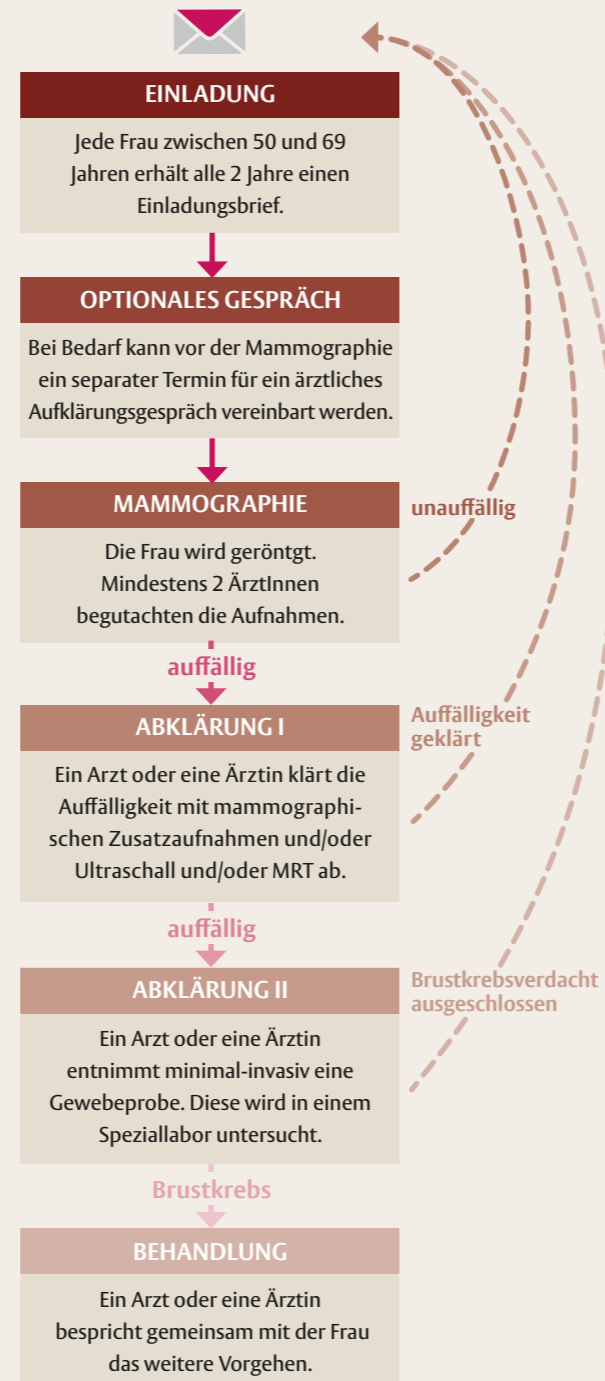 EINLADUNG
Jede Frau zwischen 50 und 69
Jahren erhält alle 2 Jahre einen
Einladungsbrief.
OPTIONALES GESPRÄCH
Bei Bedarf kann vor der Mammographie
ein separater Termin für ein ärztliches
Aufklärungsgespräch vereinbart werden.
MAMMOGRAPHIE
Die Frau wird geröntgt.
Mindestens 2 ÄrztInnen
begutachten die Aufnahmen.
unauffällig
auffällig
ABKLÄRUNG I
Ein Arzt oder eine Ärztin klärt die
Auffälligkeit mit mammographi-
schen Zusatzaufnahmen und/oder
Ultraschall und/oder MRT ab.
Auffälligkeit
geklärt
auffällig
ABKLÄRUNG II
Ein Arzt oder eine Ärztin
entnimmt minimal-invasiv eine
Gewebeprobe. Diese wird in einem
Speziallabor untersucht.
Brustkrebsverdacht
ausgeschlossen
Brustkrebs
BEHANDLUNG
Ein Arzt oder eine Ärztin
bespricht gemeinsam mit der Frau
das weitere Vorgehen.